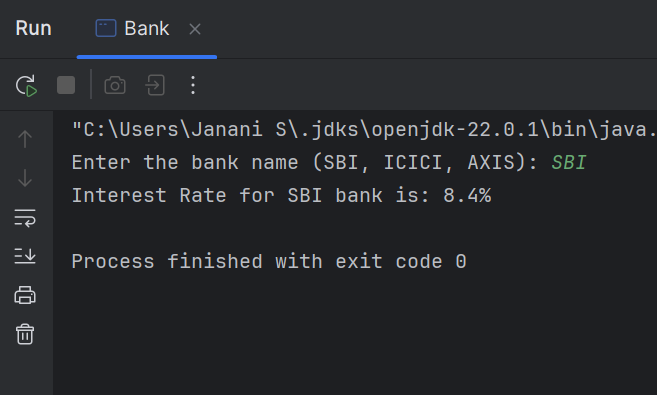 Run Bank
"C:\Users\Janani S\.jdks\openjdk-22.0.1\bin\java.
Enter the bank name (SBI, ICICI, AXIS): SBI
Interest Rate for SBI bank is: 8.4%
Process finished with exit code 0